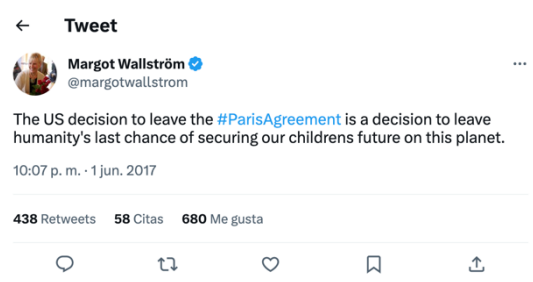 Tweet
Margot Wallström
@margotwallstrom
The US decision to leave the #ParisAgreement is a decision to leave
humanity's last chance of securing our childrens future on this planet.
10:07 p. m. · 1 jun. 2017
438 Retweets 58 Citas 680 Me gusta